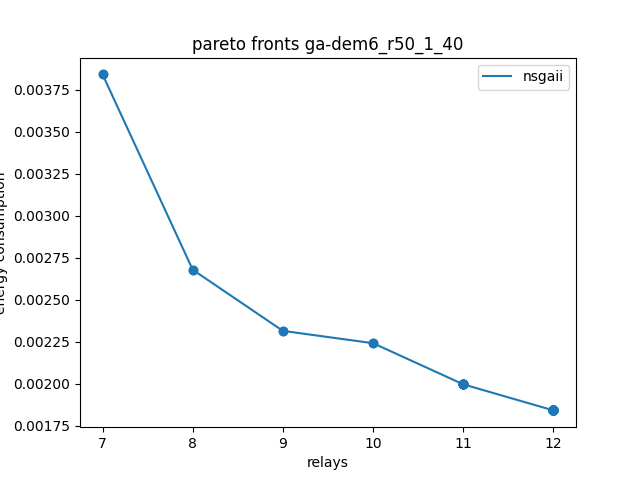 pareto fronts ga-dem6_r50_1_40
nsgaii
0.00375
0.00350
0.00325
0.00300
0.00275
0.00250
0.00225
0.00200
0.00175
energy consumption
7 8 9 10 11 12
relays